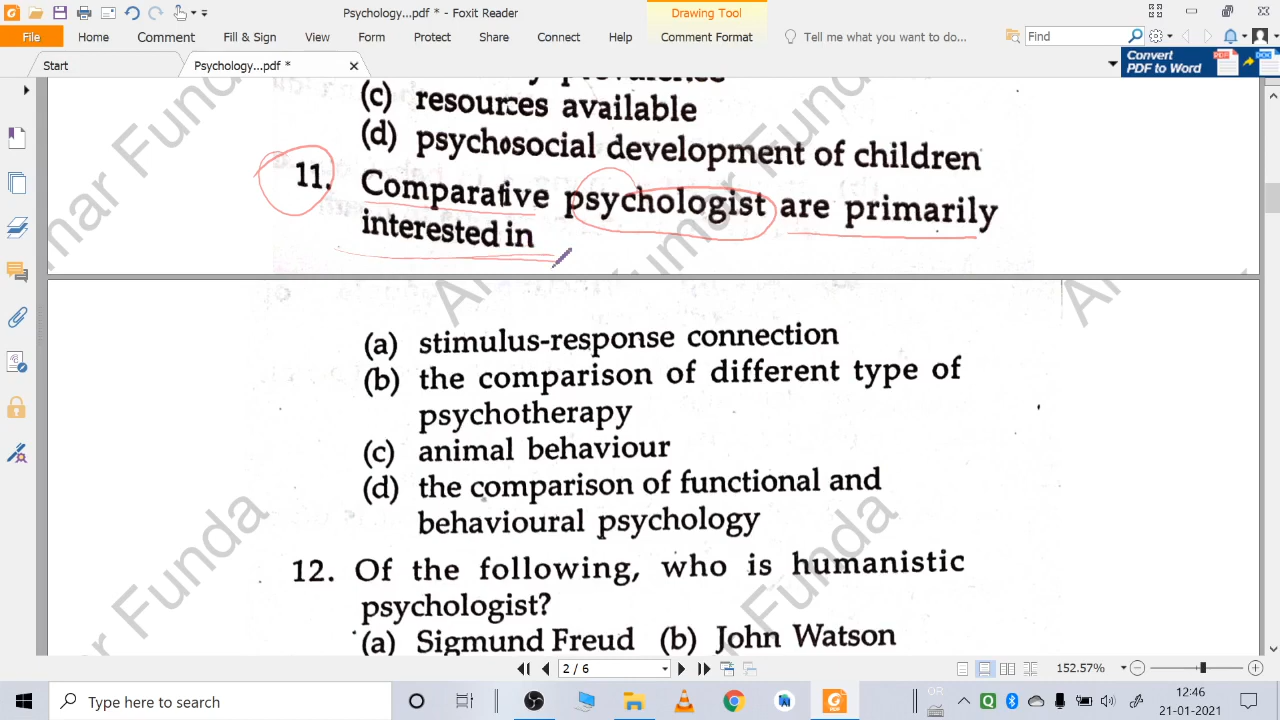 Psychology...pdf * - Foxit Reader
Drawing Tool
File
Home
Comment
Fill & Sign
View
Form
Protect
Share
Connect
Help
Comment Format
Tell me what you want to do...
Find
Start
Psychology...pdf *
Convert
PDF to Word
(c) resources available
(d) psychosocial development of children
11. Comparative psychologist are primarily
interested in
(a) stimulus-response connection
(b) the comparison of different type of
psychotherapy
(c) animal behaviour
(d) the comparison of functional and
behavioural psychology
12. Of the following, who is humanistic
psychologist?
(a) Sigmund Freud (b) John Watson
2 / 6
152.57%
Type here to search
12:46
21-01-2021